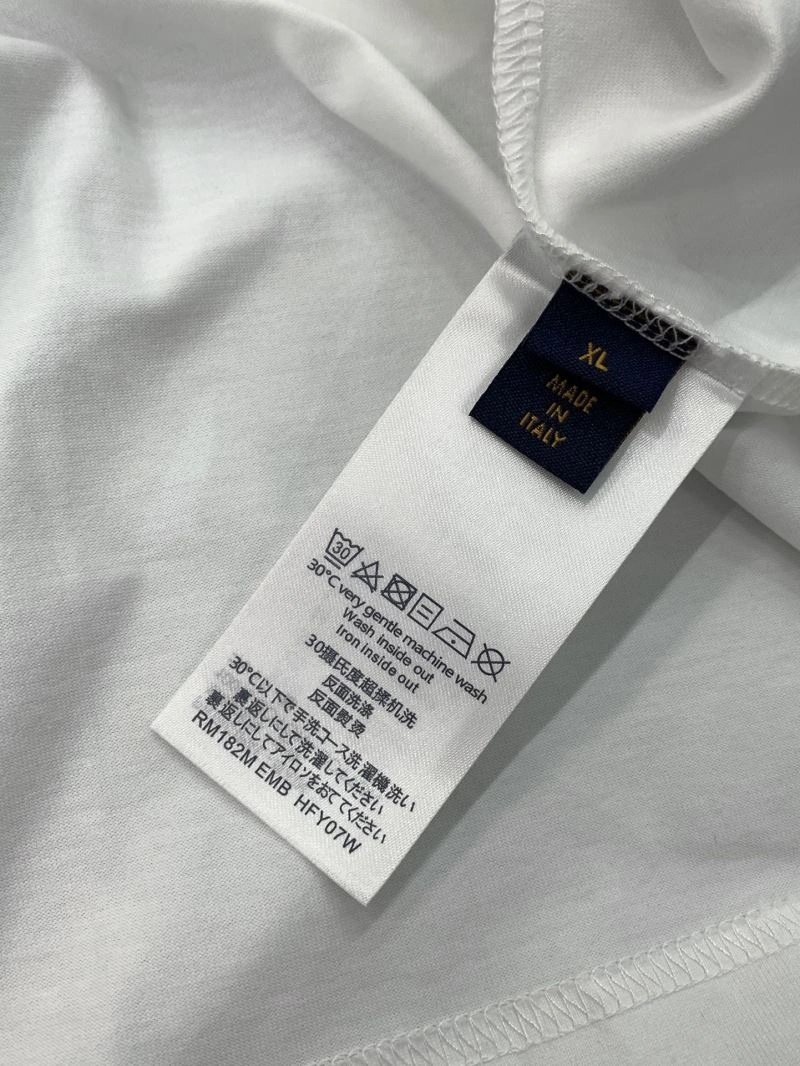 XL
MADE
IN
ITALY
30
30°C very gentle machine wash
Wash inside out
Iron inside out
30摄氏度超揉机洗
反面洗涤
反面熨烫
30℃以下で手洗コース洗濯機洗い
裏返しにして洗濯してください
裏返しにしてアイロンをおててください
RM182M EMB HFY07W